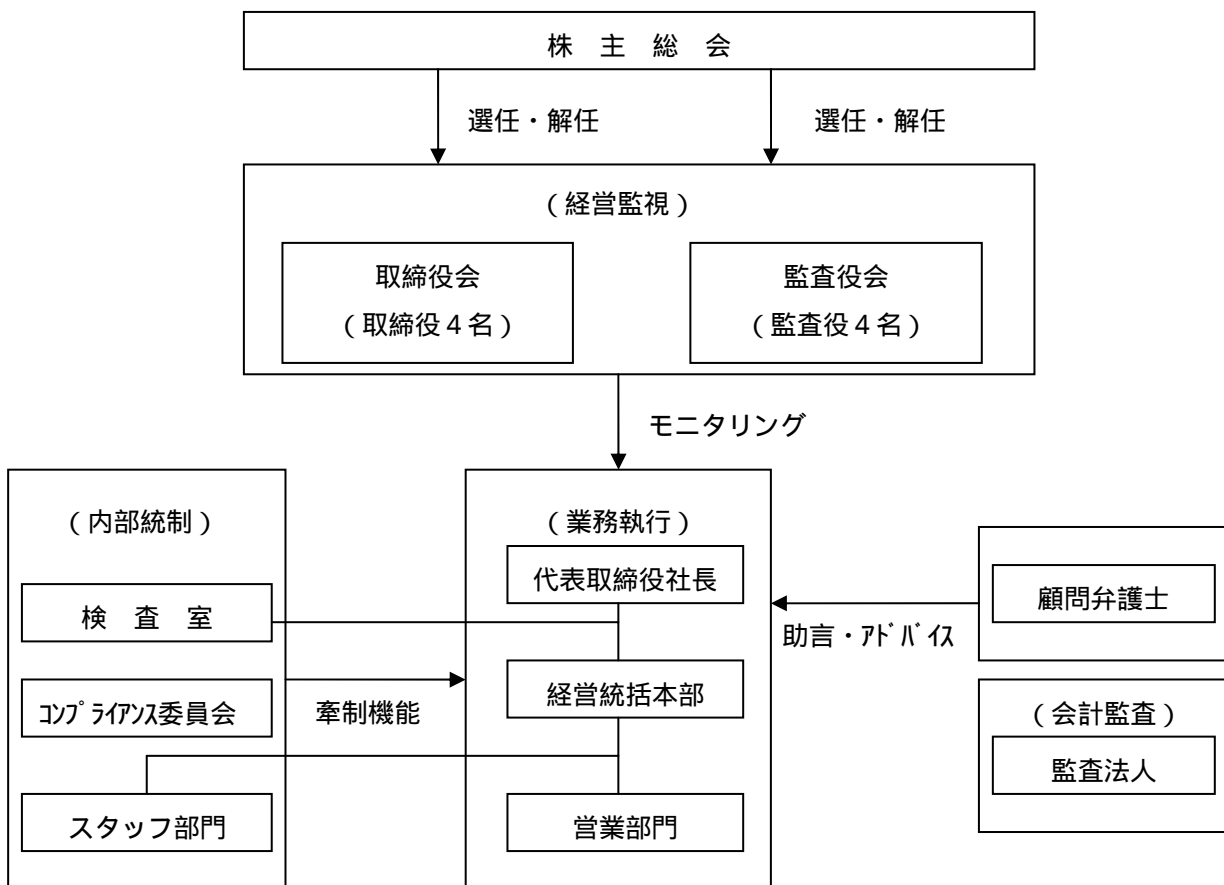 株 主 総 会
選任・解任
選任・解任
(経営監視)
取締役会
(取締役4名)
監査役会
(監査役4名)
モニタリング
(内部統制)
検 査 室
コンプライアンス委員会
スタッフ部門
牽制機能
(業務執行)
代表取締役社長
経営統括本部
営業部門
助言・アドバイス
顧問弁護士
(会計監査)
監査法人